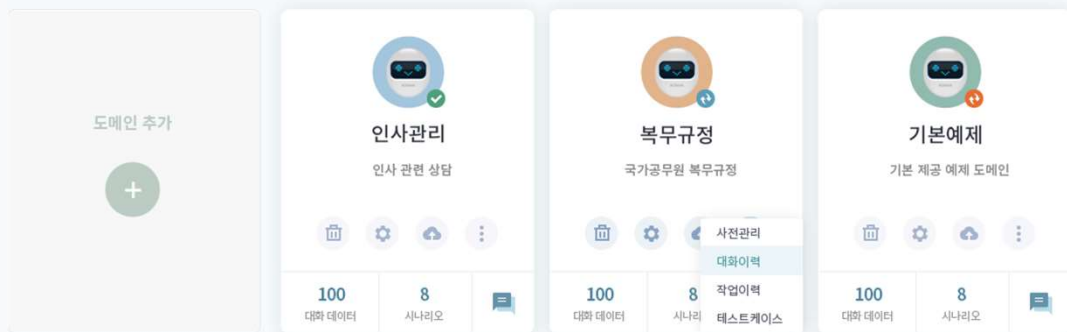 도메인 추가
인사관리
인사 관련 상담
100
대화 데이터
8
시나리오
복무규정
국가공무원 복무규정
사전관리
대화이력
작업이력
테스트케이스
100
대화 데이터
8
시나리
기본예제
기본 제공 예제 도메인
100
대화 데이터
8
시나리오